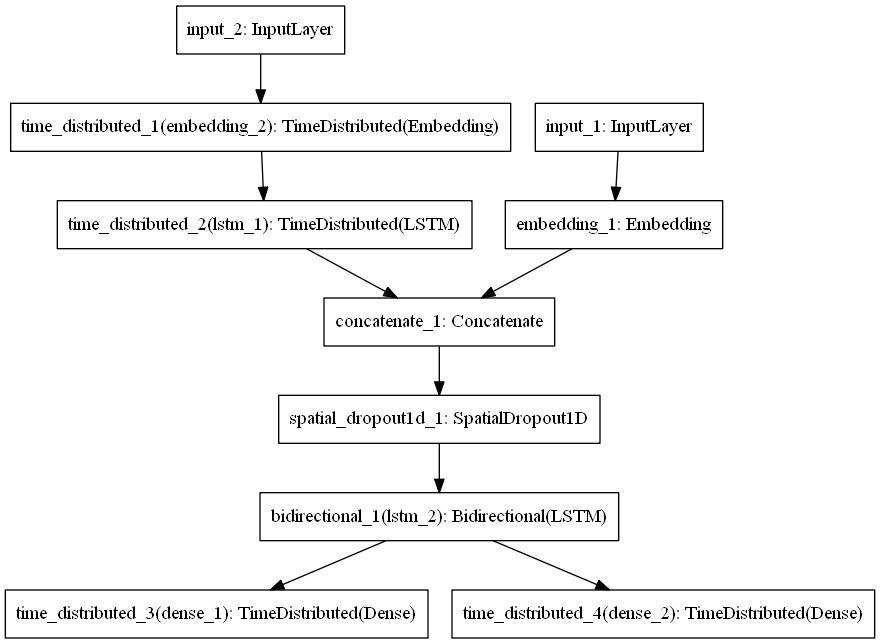 input_2: InputLayer
time_distributed_1(embedding_2): TimeDistributed(Embedding)
input_1: InputLayer
time_distributed_2(lstm_1): TimeDistributed(LSTM)
embedding_1: Embedding
concatenate_1: Concatenate
spatial_dropout1d_1: SpatialDropout1D
bidirectional_1(lstm_2): Bidirectional(LSTM)
time_distributed_3(dense_1): TimeDistributed(Dense)
time_distributed_4(dense_2): TimeDistributed(Dense)